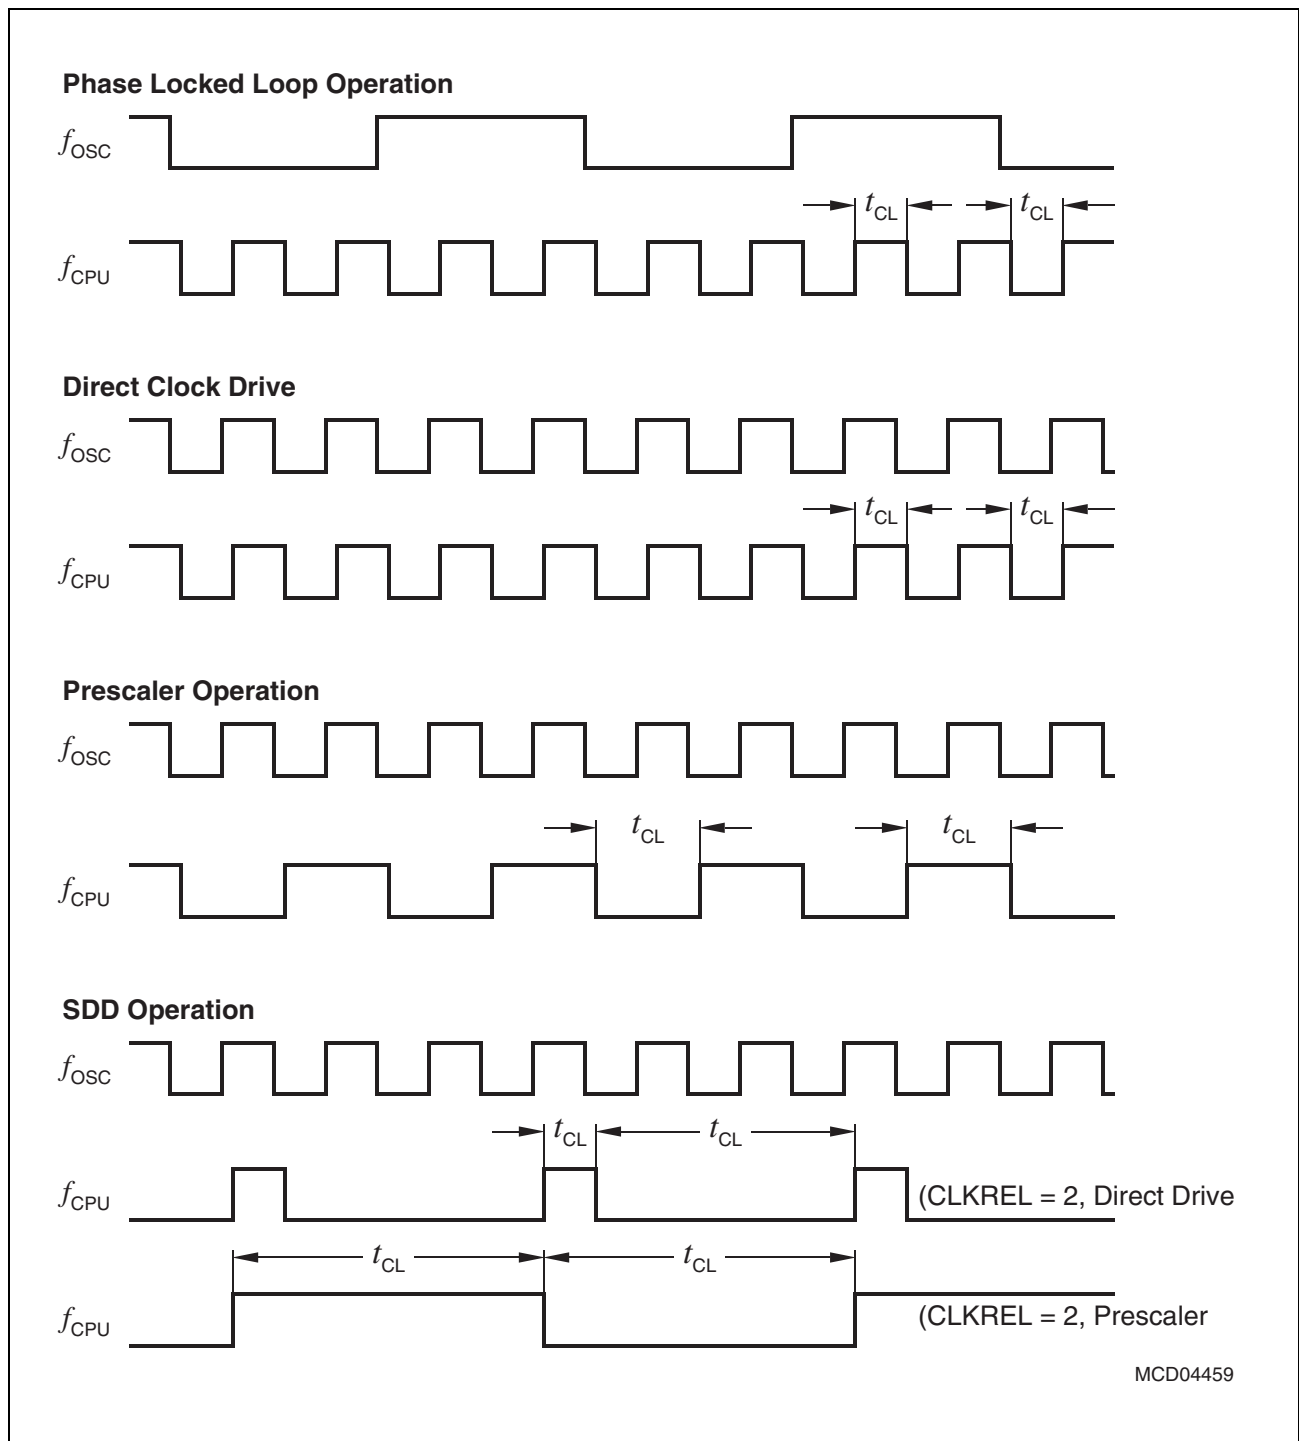 Phase Locked Loop Operation
fOSC
tCL tCL
fCPU
Direct Clock Drive
fOSC
tCL tCL
fCPU
Prescaler Operation
fOSC
tCL tCL
fCPU
SDD Operation
fOSC
tCL tCL
fCPU (CLKREL = 2, Direct Drive
tCL tCL
fCPU (CLKREL = 2, Prescaler
MCD04459